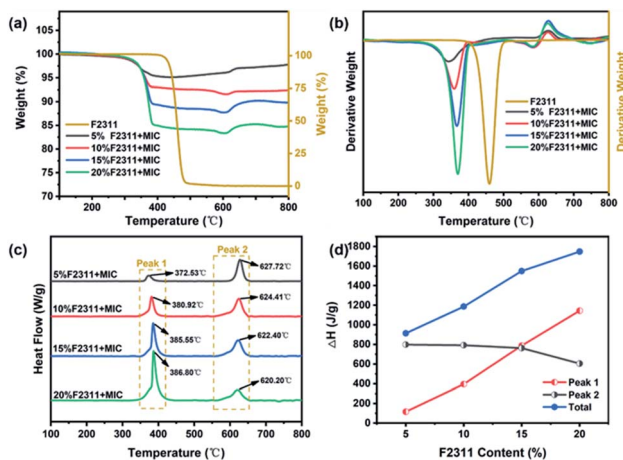 (a)
105
100
95
90
85
80
75
70
Weight (%)
100
75
50
25
0
Weight (%)
F2311
5% F2311+MIC
10%F2311+MIC
15%F2311+MIC
20%F2311+MIC
200
400
600
800
Temperature (℃)
(b)
Derivative Weight
Derivative Weight
F2311
5% F2311+MIC
10%F2311+MIC
15%F2311+MIC
20%F2311+MIC
100 200 300 400 500 600 700 800
Temperature (℃)
(c)
Peak 1
Peak 2
5%F2311+MIC
372.53℃
627.72℃
10%F2311+MIC
380.92℃
624.41℃
15%F2311+MIC
385.55℃
622.40℃
20%F2311+MIC
386.80℃
620.20℃
Heat Flow (W/g)
100 200 300 400 500 600 700 800
Temperature (℃)
(d)
1800
1600
1400
1200
1000
800
600
400
200
0
△H (J/g)
Peak 1
Peak 2
Total
5
10
15
20
F2311 Content (%)